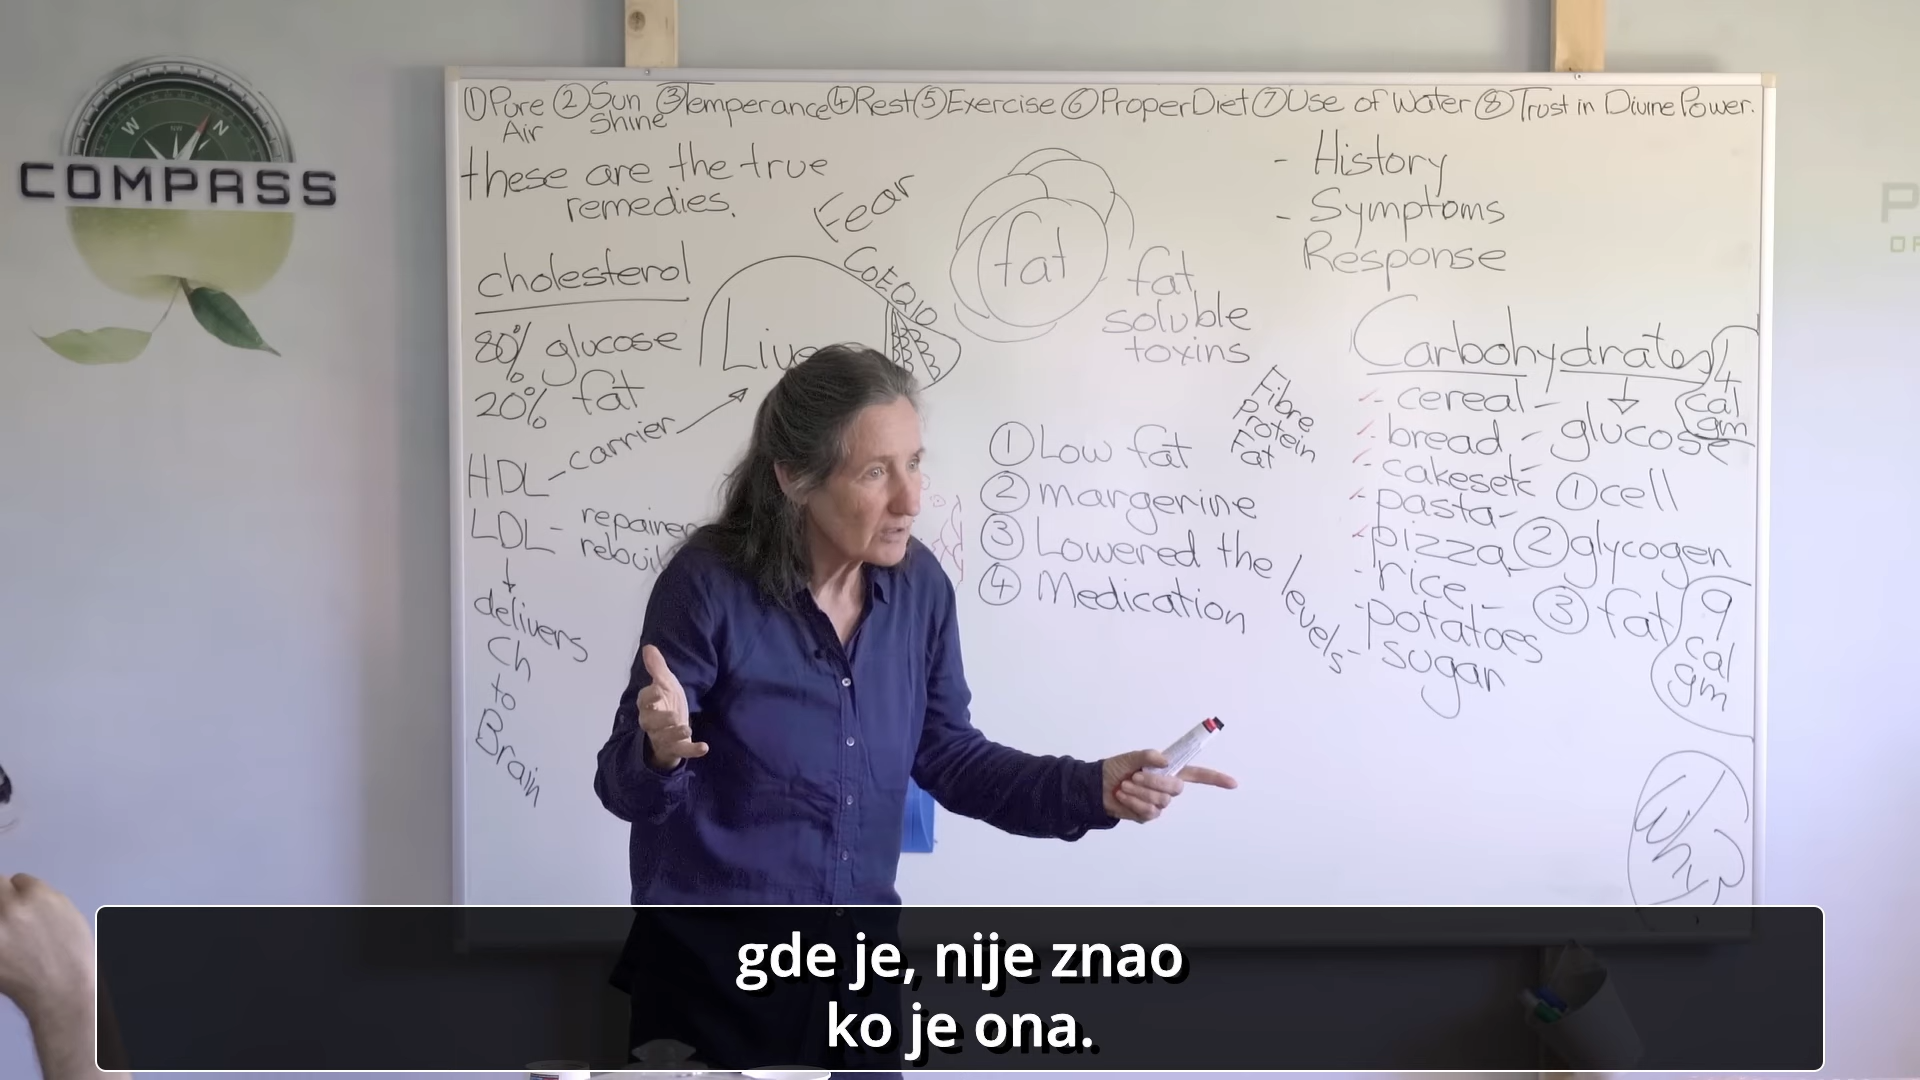 ①Pure ②Sun ③Temperance ④Rest ⑤Exercise ⑥Proper Diet ⑦Use of Water ⑧Trust in Divine Power.
Air Shine
these are the true
remedies.
COMPASS
W N
NW
cholesterol
80% glucose
20% fat
HDL - carrier
LDL - repairer
rebuil
delivers
Ch
to
Brain
Fear
CoEQ10
Live
fat
fat
soluble
toxins
① Low fat
② margerine
③ Lowered the levels
④ Medication
Fibre
Protein
Fat
- History
- Symptoms
Response
Carbohydrates
4
cal
gm
- cereal -
- bread -
- cakes etc
- pasta -
- pizza
- rice -
- potatoes
- sugar
glucose
① cell
② glycogen
③ fat
9
cal
gm
Why
P
gde je, nije znao
ko je ona.